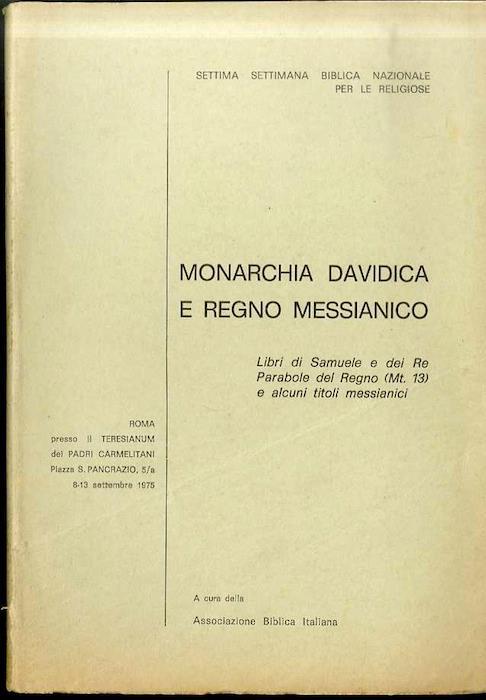 SETTIMA SETTIMANA BIBLICA NAZIONALE
PER LE RELIGIOSE
MONARCHIA DAVIDICA
E REGNO MESSIANICO
Libri di Samuele e dei Re
Parabole del Regno (Mt. 13)
e alcuni titoli messianici
ROMA
presso il TERESIANUM
dei PADRI CARMELITANI
Piazza S. PANCRAZIO, 5/a
8-13 settembre 1975
A cura della
Associazione Biblica Italiana